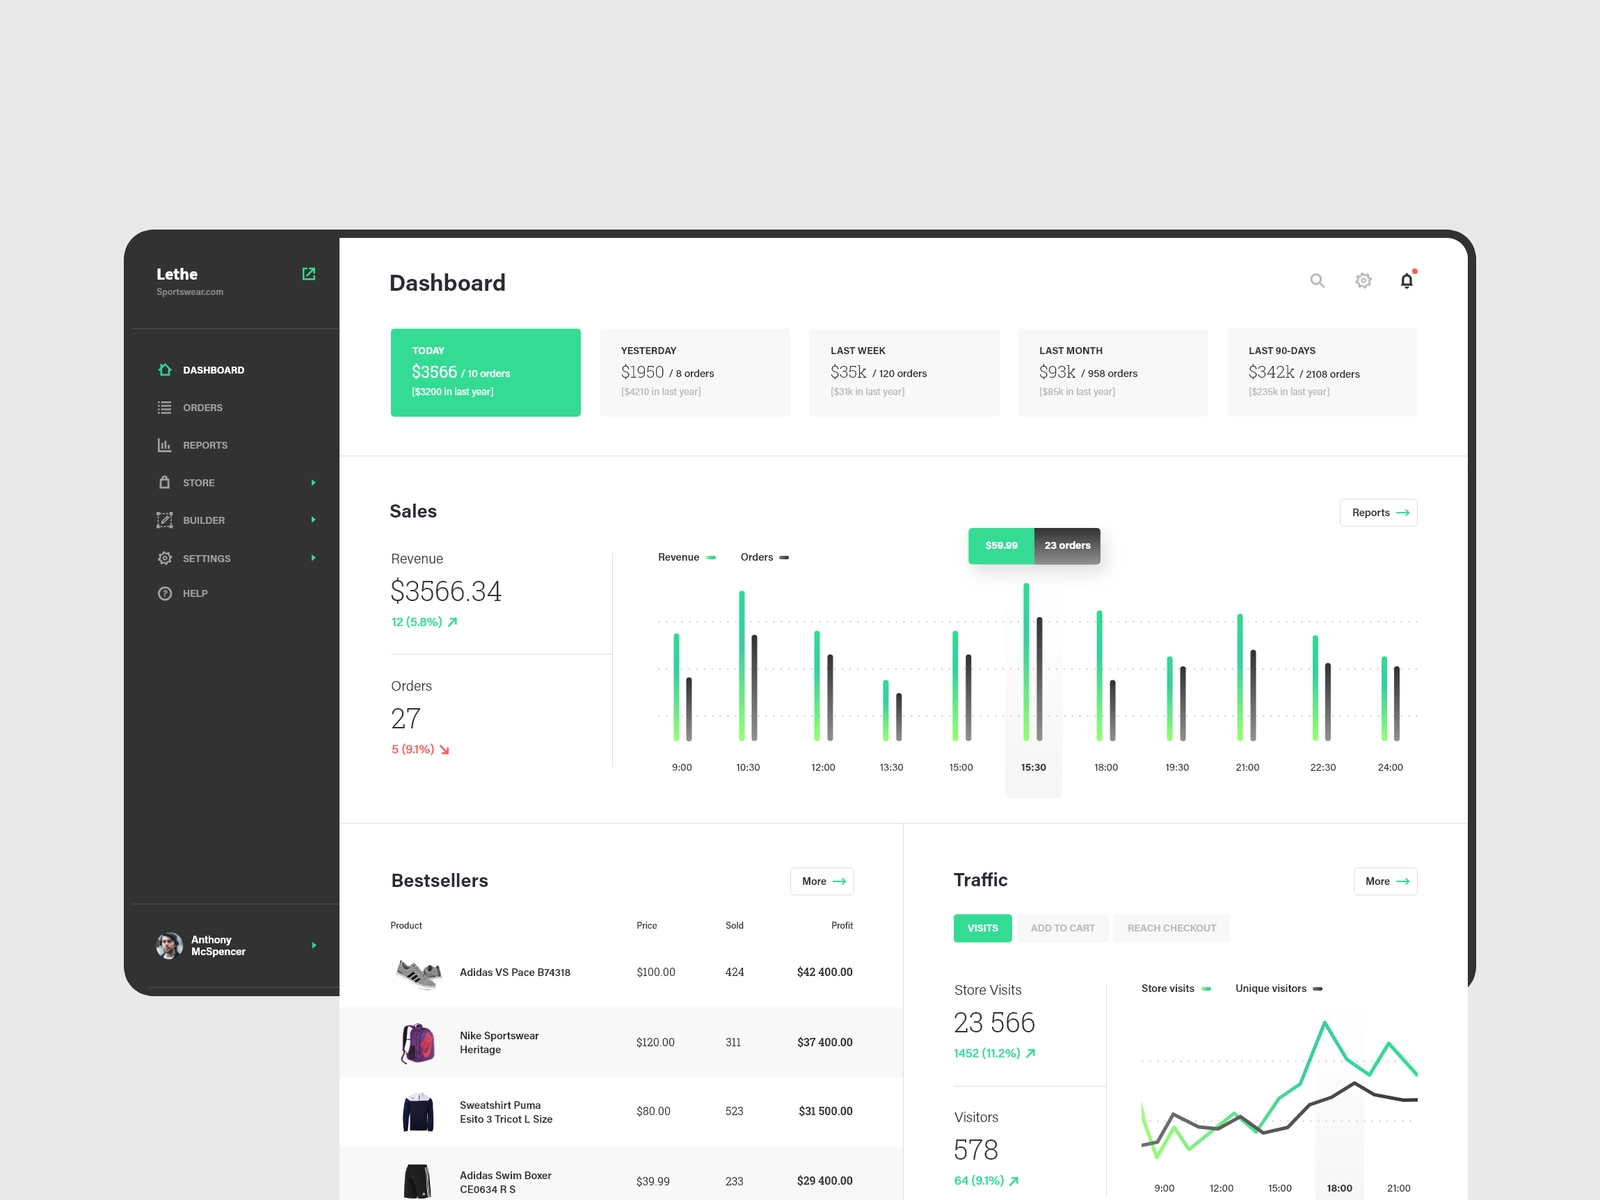 Lethe
Sportswear.com
DASHBOARD
ORDERS
REPORTS
STORE
BUILDER
SETTINGS
HELP
Anthony
McSpencer
Dashboard
TODAY
$3566 / 10 orders
[$3200 in last year]
YESTERDAY
$1950 / 8 orders
[$4210 in last year]
LAST WEEK
$35k / 120 orders
[$31k in last year]
LAST MONTH
$93k / 958 orders
[$85k in last year]
LAST 90-DAYS
$342k / 2108 orders
[$235k in last year]
Sales
Reports
Revenue
$3566.34
12 (5.8%)
Orders
27
5 (9.1%)
Revenue Orders
$59.99 23 orders
9:00 10:30 12:00 13:30 15:00 15:30 18:00 19:30 21:00 22:30 24:00
Bestsellers
More
Product Price Sold Profit
Adidas VS Pace B74318 $100.00 424 $42 400.00
Nike Sportswear
Heritage
$120.00 311 $37 400.00
Sweatshirt Puma
Esito 3 Tricot L Size
$80.00 523 $31 500.00
Adidas Swim Boxer
CE0634 R S
$39.99 233 $29 400.00
Traffic
More
VISITS ADD TO CART REACH CHECKOUT
Store Visits
23 566
1452 (11.2%)
Visitors
578
64 (9.1%)
Store visits Unique visitors
9:00 12:00 15:00 18:00 21:00